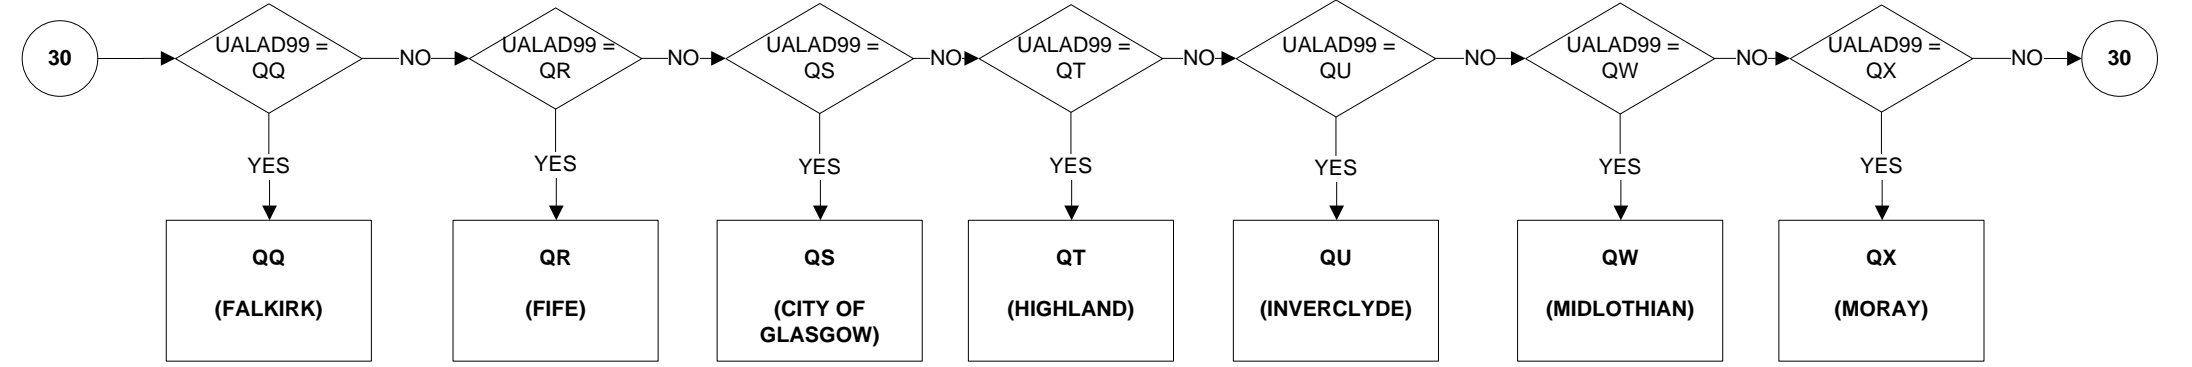 30
UALAD99 =
QQ
NO
UALAD99 =
QR
NO
UALAD99 =
QS
NO
UALAD99 =
QT
NO
UALAD99 =
QU
NO
UALAD99 =
QW
NO
UALAD99 =
QX
NO
30
YES
YES
YES
YES
YES
YES
YES
QQ
(FALKIRK)
QR
(FIFE)
QS
(CITY OF
GLASGOW)
QT
(HIGHLAND)
QU
(INVERCLYDE)
QW
(MIDLOTHIAN)
QX
(MORAY)